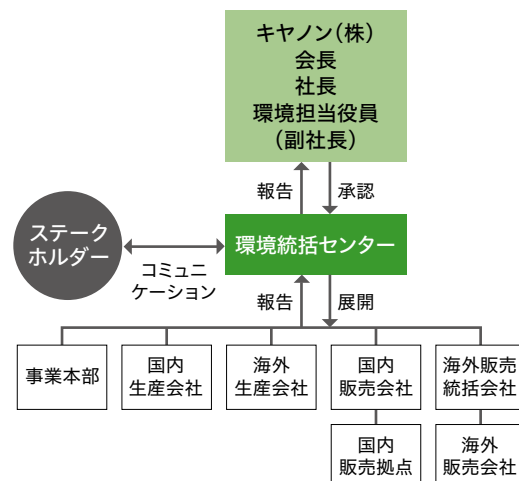 キヤノン（株）
会長
社長
環境担当役員
（副社長）
報告
承認
ステーク
ホルダー
環境統括センター
コミュニ
ケーション
報告
展開
事業本部
国内
生産会社
海外
生産会社
国内
販売会社
海外販売
統括会社
国内
販売拠点
海外
販売会社